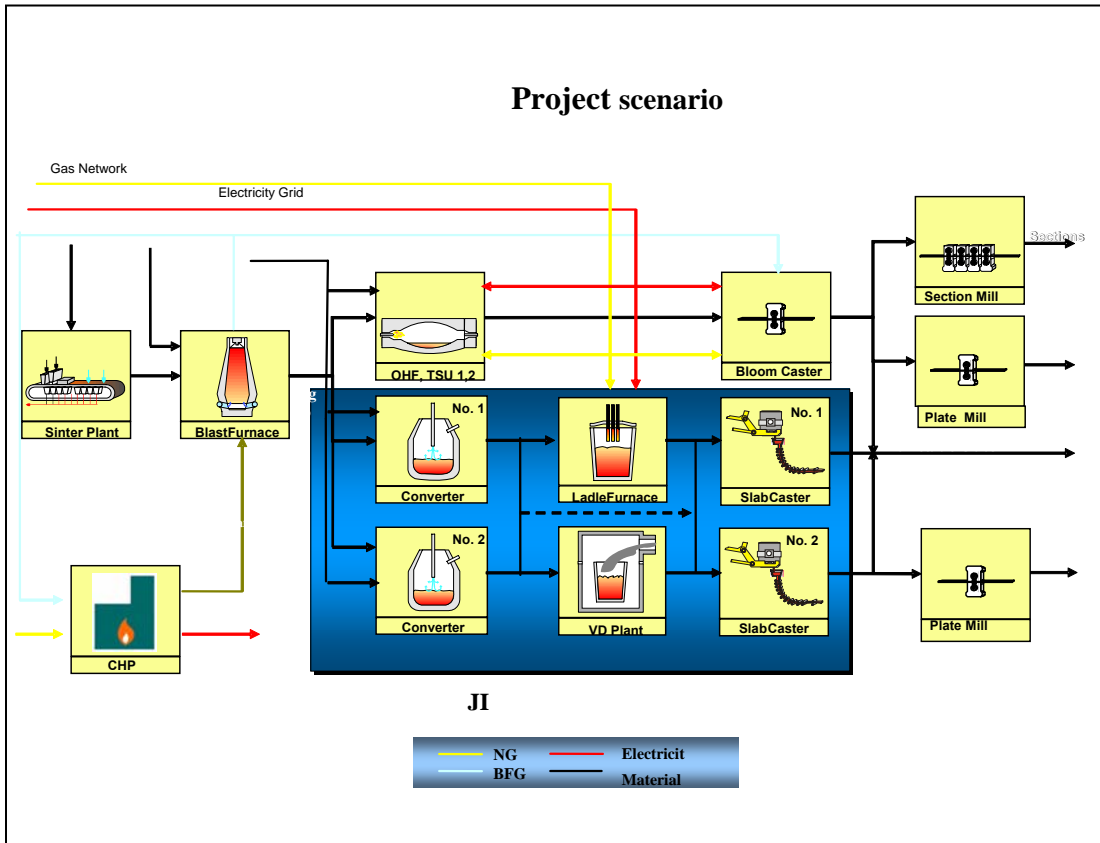 Project scenario
Gas Network
Electricity Grid
Sections
Section Mill
Sinter Plant
BlastFurnace
OHF, TSU 1,2
Bloom Caster
Plate Mill
No. 1
Converter
LadleFurnace
No. 1
SlabCaster
No. 2
Converter
VD Plant
No. 2
SlabCaster
Plate Mill
CHP
JI
NG
Electricit
BFG
Material